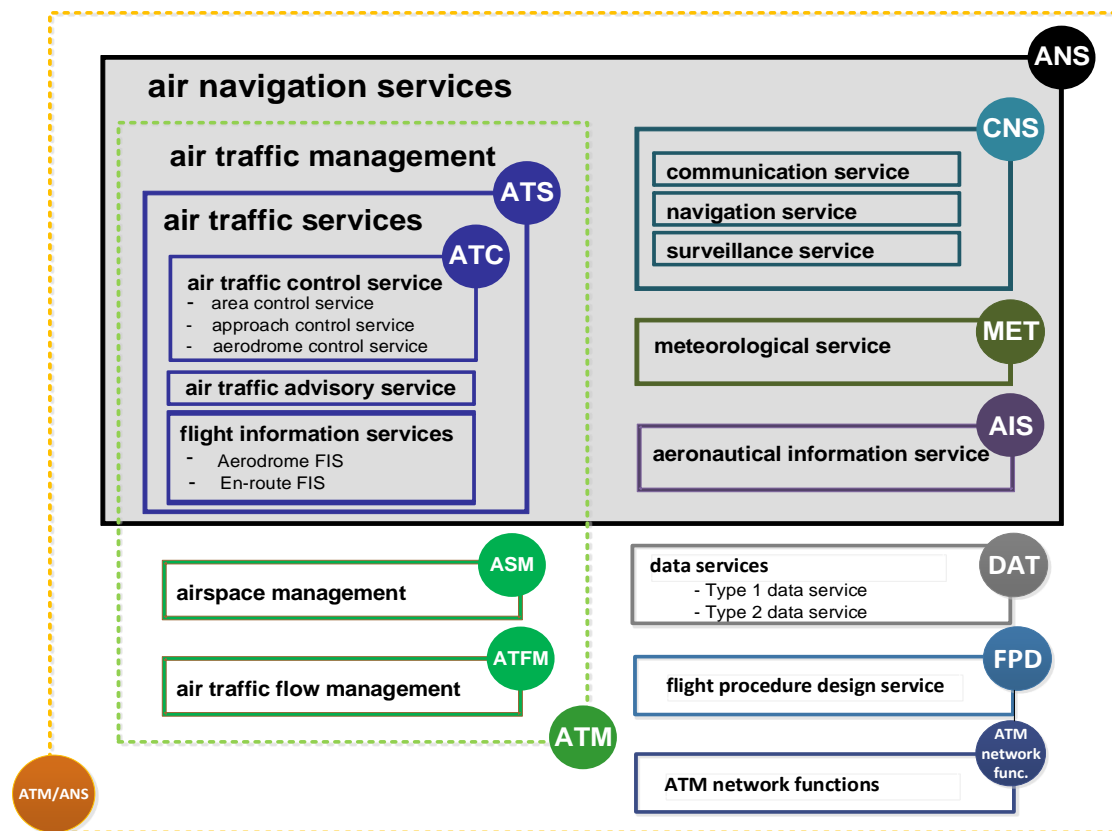 ANS
air navigation services
air traffic management
ATS
air traffic services
ATC
air traffic control service
- area control service
- approach control service
- aerodrome control service
air traffic advisory service
flight information services
- Aerodrome FIS
- En-route FIS
CNS
communication service
navigation service
surveillance service
MET
meteorological service
AIS
aeronautical information service
ASM
airspace management
ATFM
air traffic flow management
ATM
DAT
data services
- Type 1 data service
- Type 2 data service
FPD
flight procedure design service
ATM
network
func.
ATM network functions
ATM/ANS